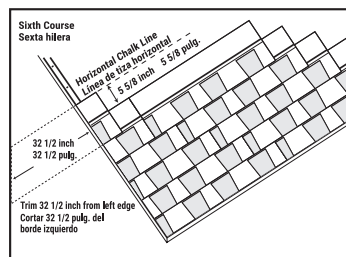 Sixth Course
Sexta hilera
Horizontal Chalk Line
Línea de tiza horizontal
5 5/8 inch 5 5/8 pulg.
32 1/2 inch
32 1/2 pulg.
Trim 32 1/2 inch from left edge
Cortar 32 1/2 pulg. del
borde izquierdo